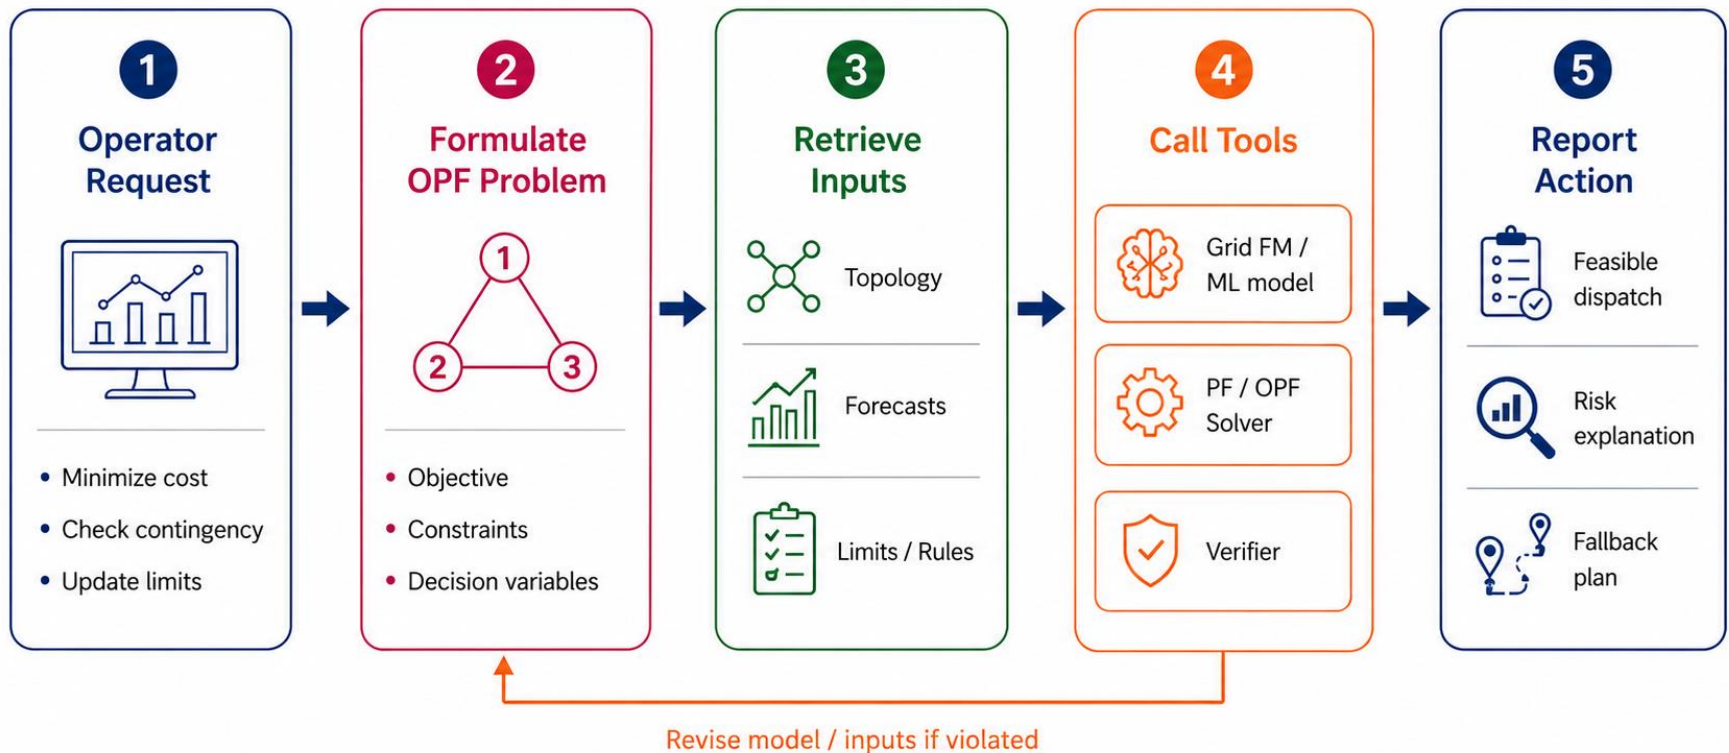 1
Operator
Request
• Minimize cost
• Check contingency
• Update limits
2
Formulate
OPF Problem
1
2
3
• Objective
• Constraints
• Decision variables
3
Retrieve
Inputs
Topology
Forecasts
Limits / Rules
4
Call Tools
Grid FM /
ML model
PF / OPF
Solver
Verifier
5
Report
Action
Feasible
dispatch
Risk
explanation
Fallback
plan
Revise model / inputs if violated